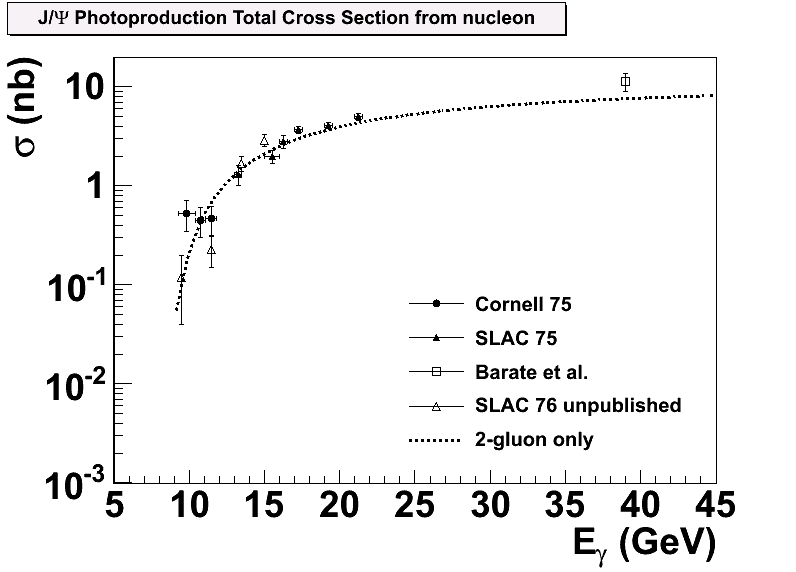 J/Ψ Photoproduction Total Cross Section from nucleon
σ (nb)
10
1
10⁻¹
10⁻²
10⁻³
Cornell 75
SLAC 75
Barate et al.
SLAC 76 unpublished
2-gluon only
5 10 15 20 25 30 35 40 45
Eᵧ (GeV)